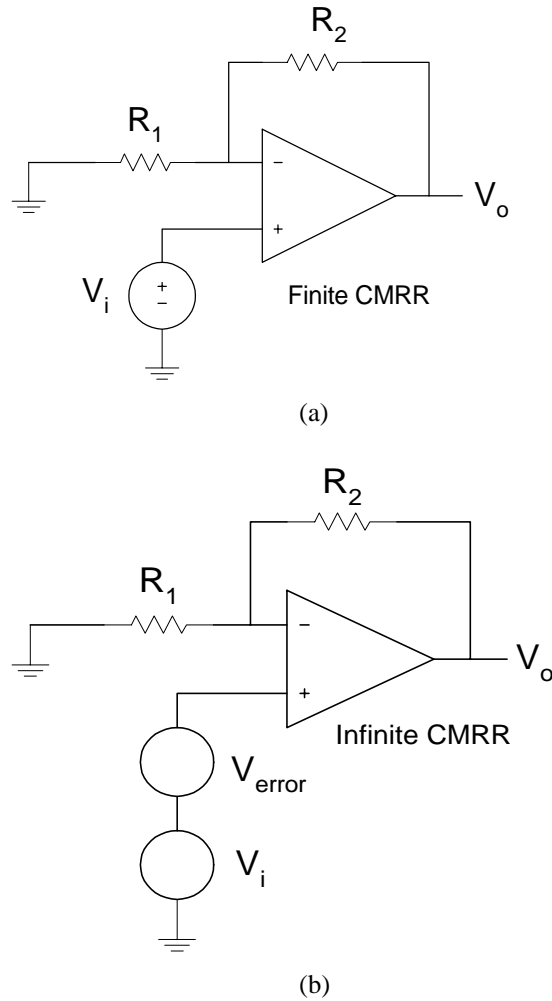 R2
R1
−
Vo
+
Vi
+
−
Finite CMRR
(a)
R2
R1
−
Vo
+
Infinite CMRR
Verror
Vi
(b)